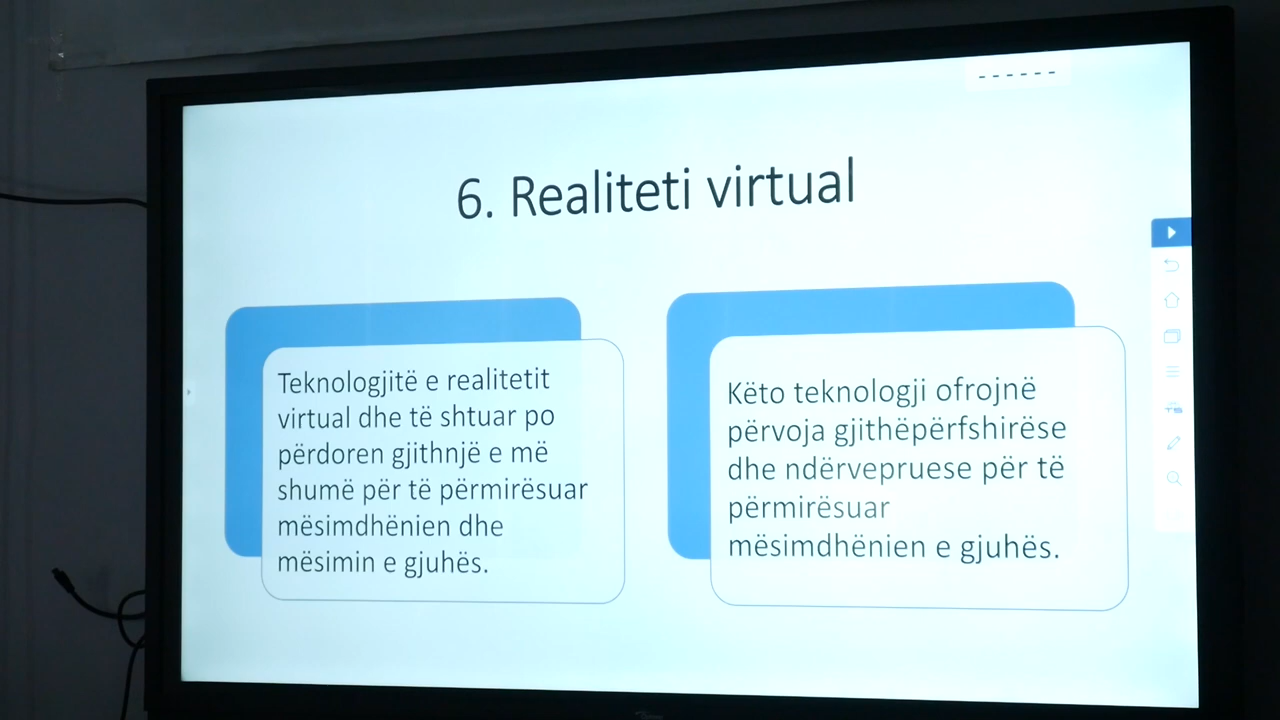 6. Realiteti virtual
Teknologjitë e realitetit
virtual dhe të shtuar po
përdoren gjithnjë e më
shumë për të përmirësuar
mësimdhënien dhe
mësimin e gjuhës.
Këto teknologji ofrojnë
përvoja gjithëpërfshirëse
dhe ndërvepruese për të
përmirësuar
mësimdhënien e gjuhës.